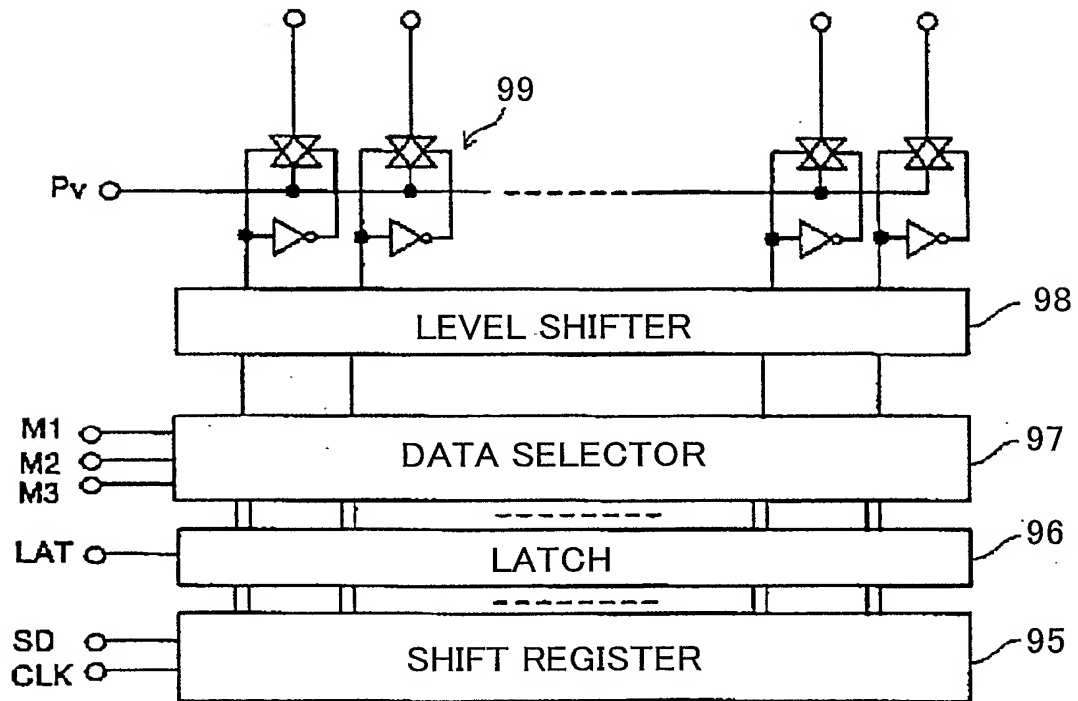 99
Pv
LEVEL SHIFTER
98
M1
M2
M3
DATA SELECTOR
97
LAT
LATCH
96
SD
CLK
SHIFT REGISTER
95